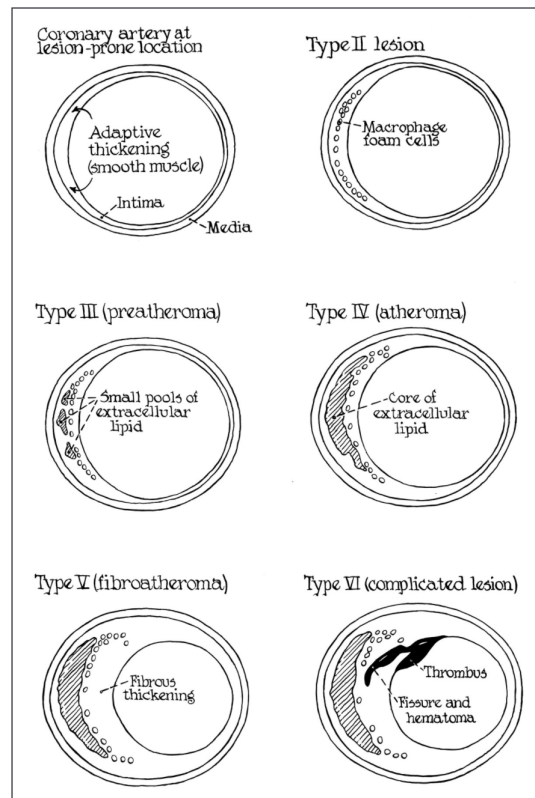 Coronary artery at
lesion-prone location
Adaptive
thickening
(smooth muscle)
Intima
Media
Type II lesion
Macrophage
foam cells
Type III (preatheroma)
Small pools of
extracellular
lipid
Type IV (atheroma)
Core of
extracellular
lipid
Type V (fibroatheroma)
Fibrous
thickening
Type VI (complicated lesion)
Thrombus
Fissure and
hematoma